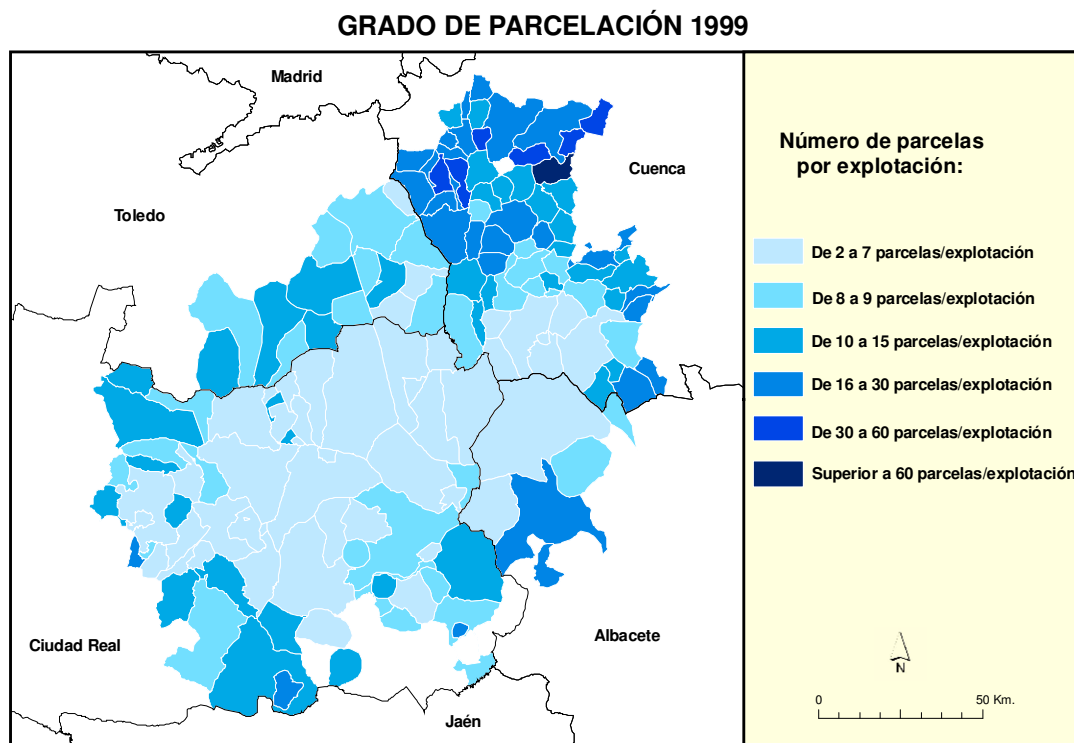 GRADO DE PARCELACIÓN 1999
Madrid
Cuenca
Toledo
Ciudad Real
Albacete
Jaén
Número de parcelas
por explotación:
De 2 a 7 parcelas/explotación
De 8 a 9 parcelas/explotación
De 10 a 15 parcelas/explotación
De 16 a 30 parcelas/explotación
De 30 a 60 parcelas/explotación
Superior a 60 parcelas/explotación
N
0 50 Km.